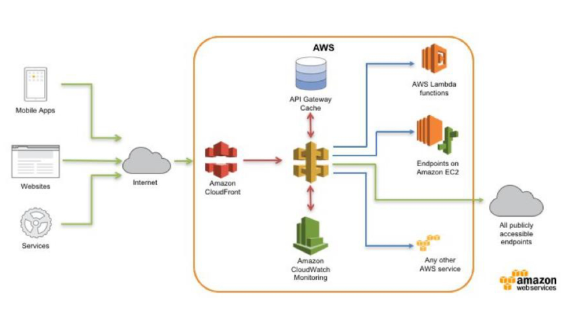 AWS
Mobile Apps
Websites
Services
Internet
Amazon
CloudFront
API Gateway
Cache
Amazon
CloudWatch
Monitoring
AWS Lambda
functions
Endpoints on
Amazon EC2
Any other
AWS service
All publicly
accessible
endpoints
amazon
webservices